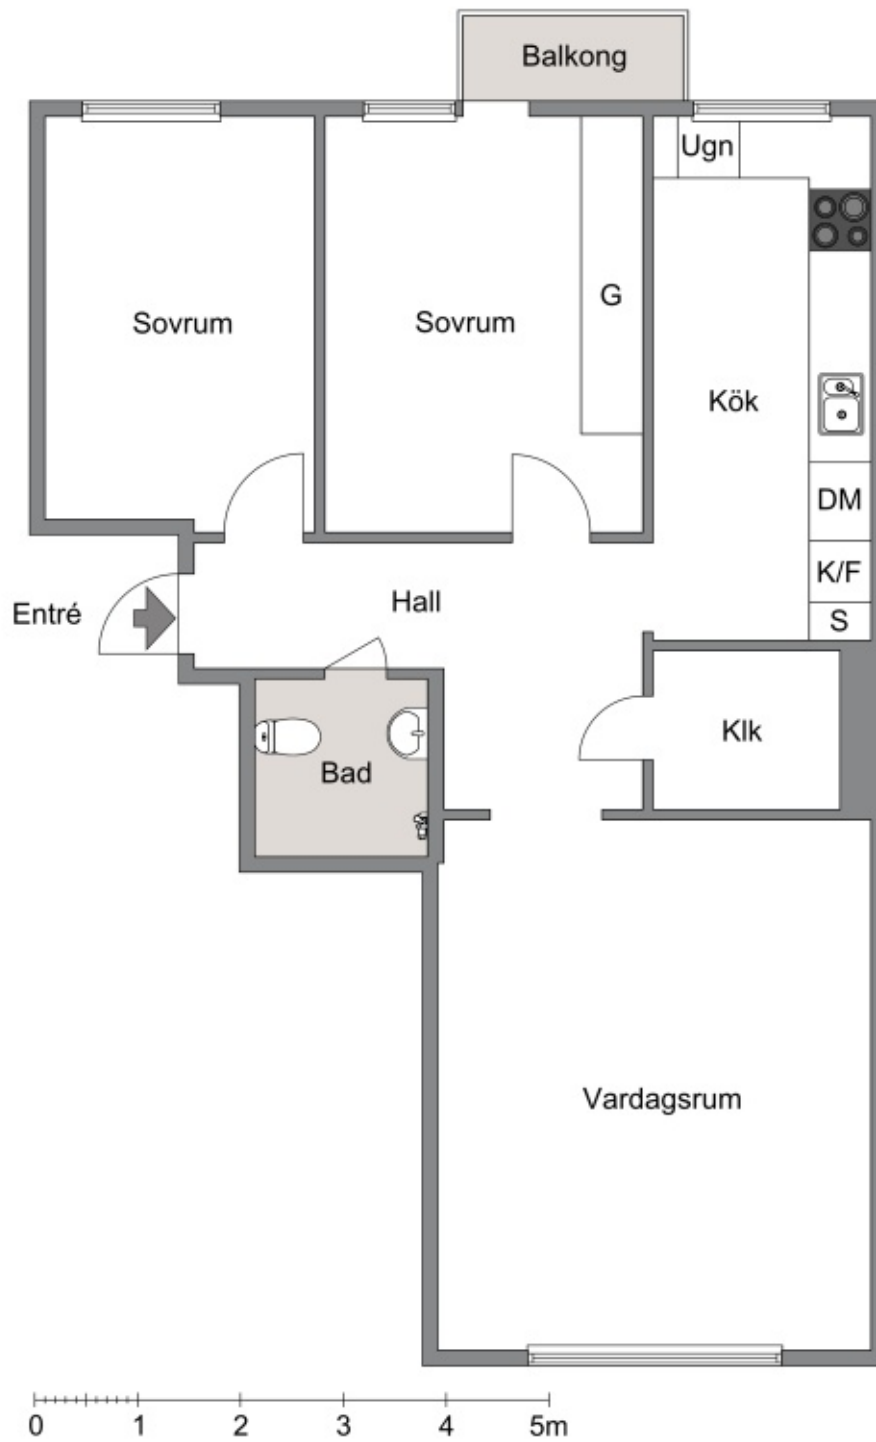 Balkong
Ugn
Sovrum
Sovrum
G
Kök
DM
K/F
S
Entré
Hall
Klk
Bad
Vardagsrum
0 1 2 3 4 5m